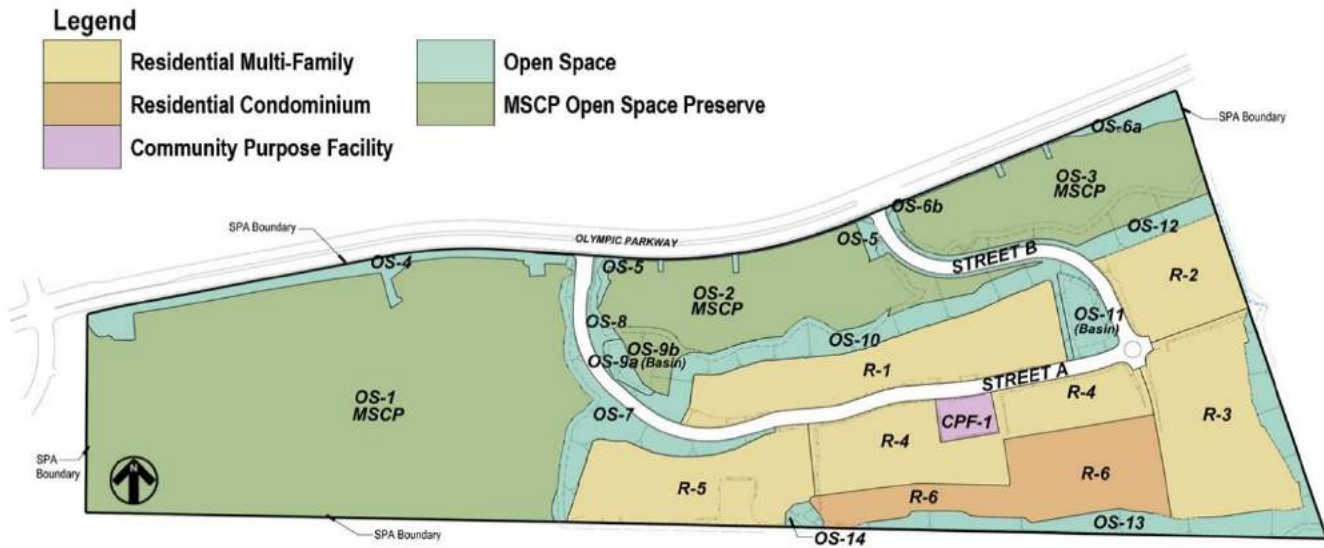 Legend
Residential Multi-Family
Residential Condominium
Community Purpose Facility
Open Space
MSCP Open Space Preserve
SPA Boundary
OS-6a
OS-3
MSCP
SPA Boundary
OS-6b
OLYMPIC PARKWAY
OS-5
OS-12
OS-4
OS-5
STREET B
R-2
OS-2
MSCP
OS-8
OS-11
(Basin)
OS-10
OS-9b
OS-9a (Basin)
R-1
STREET A
OS-1
MSCP
R-4
OS-7
CPF-1
R-3
R-4
SPA
Boundary
N
R-5
R-6
R-6
OS-13
OS-14
SPA Boundary